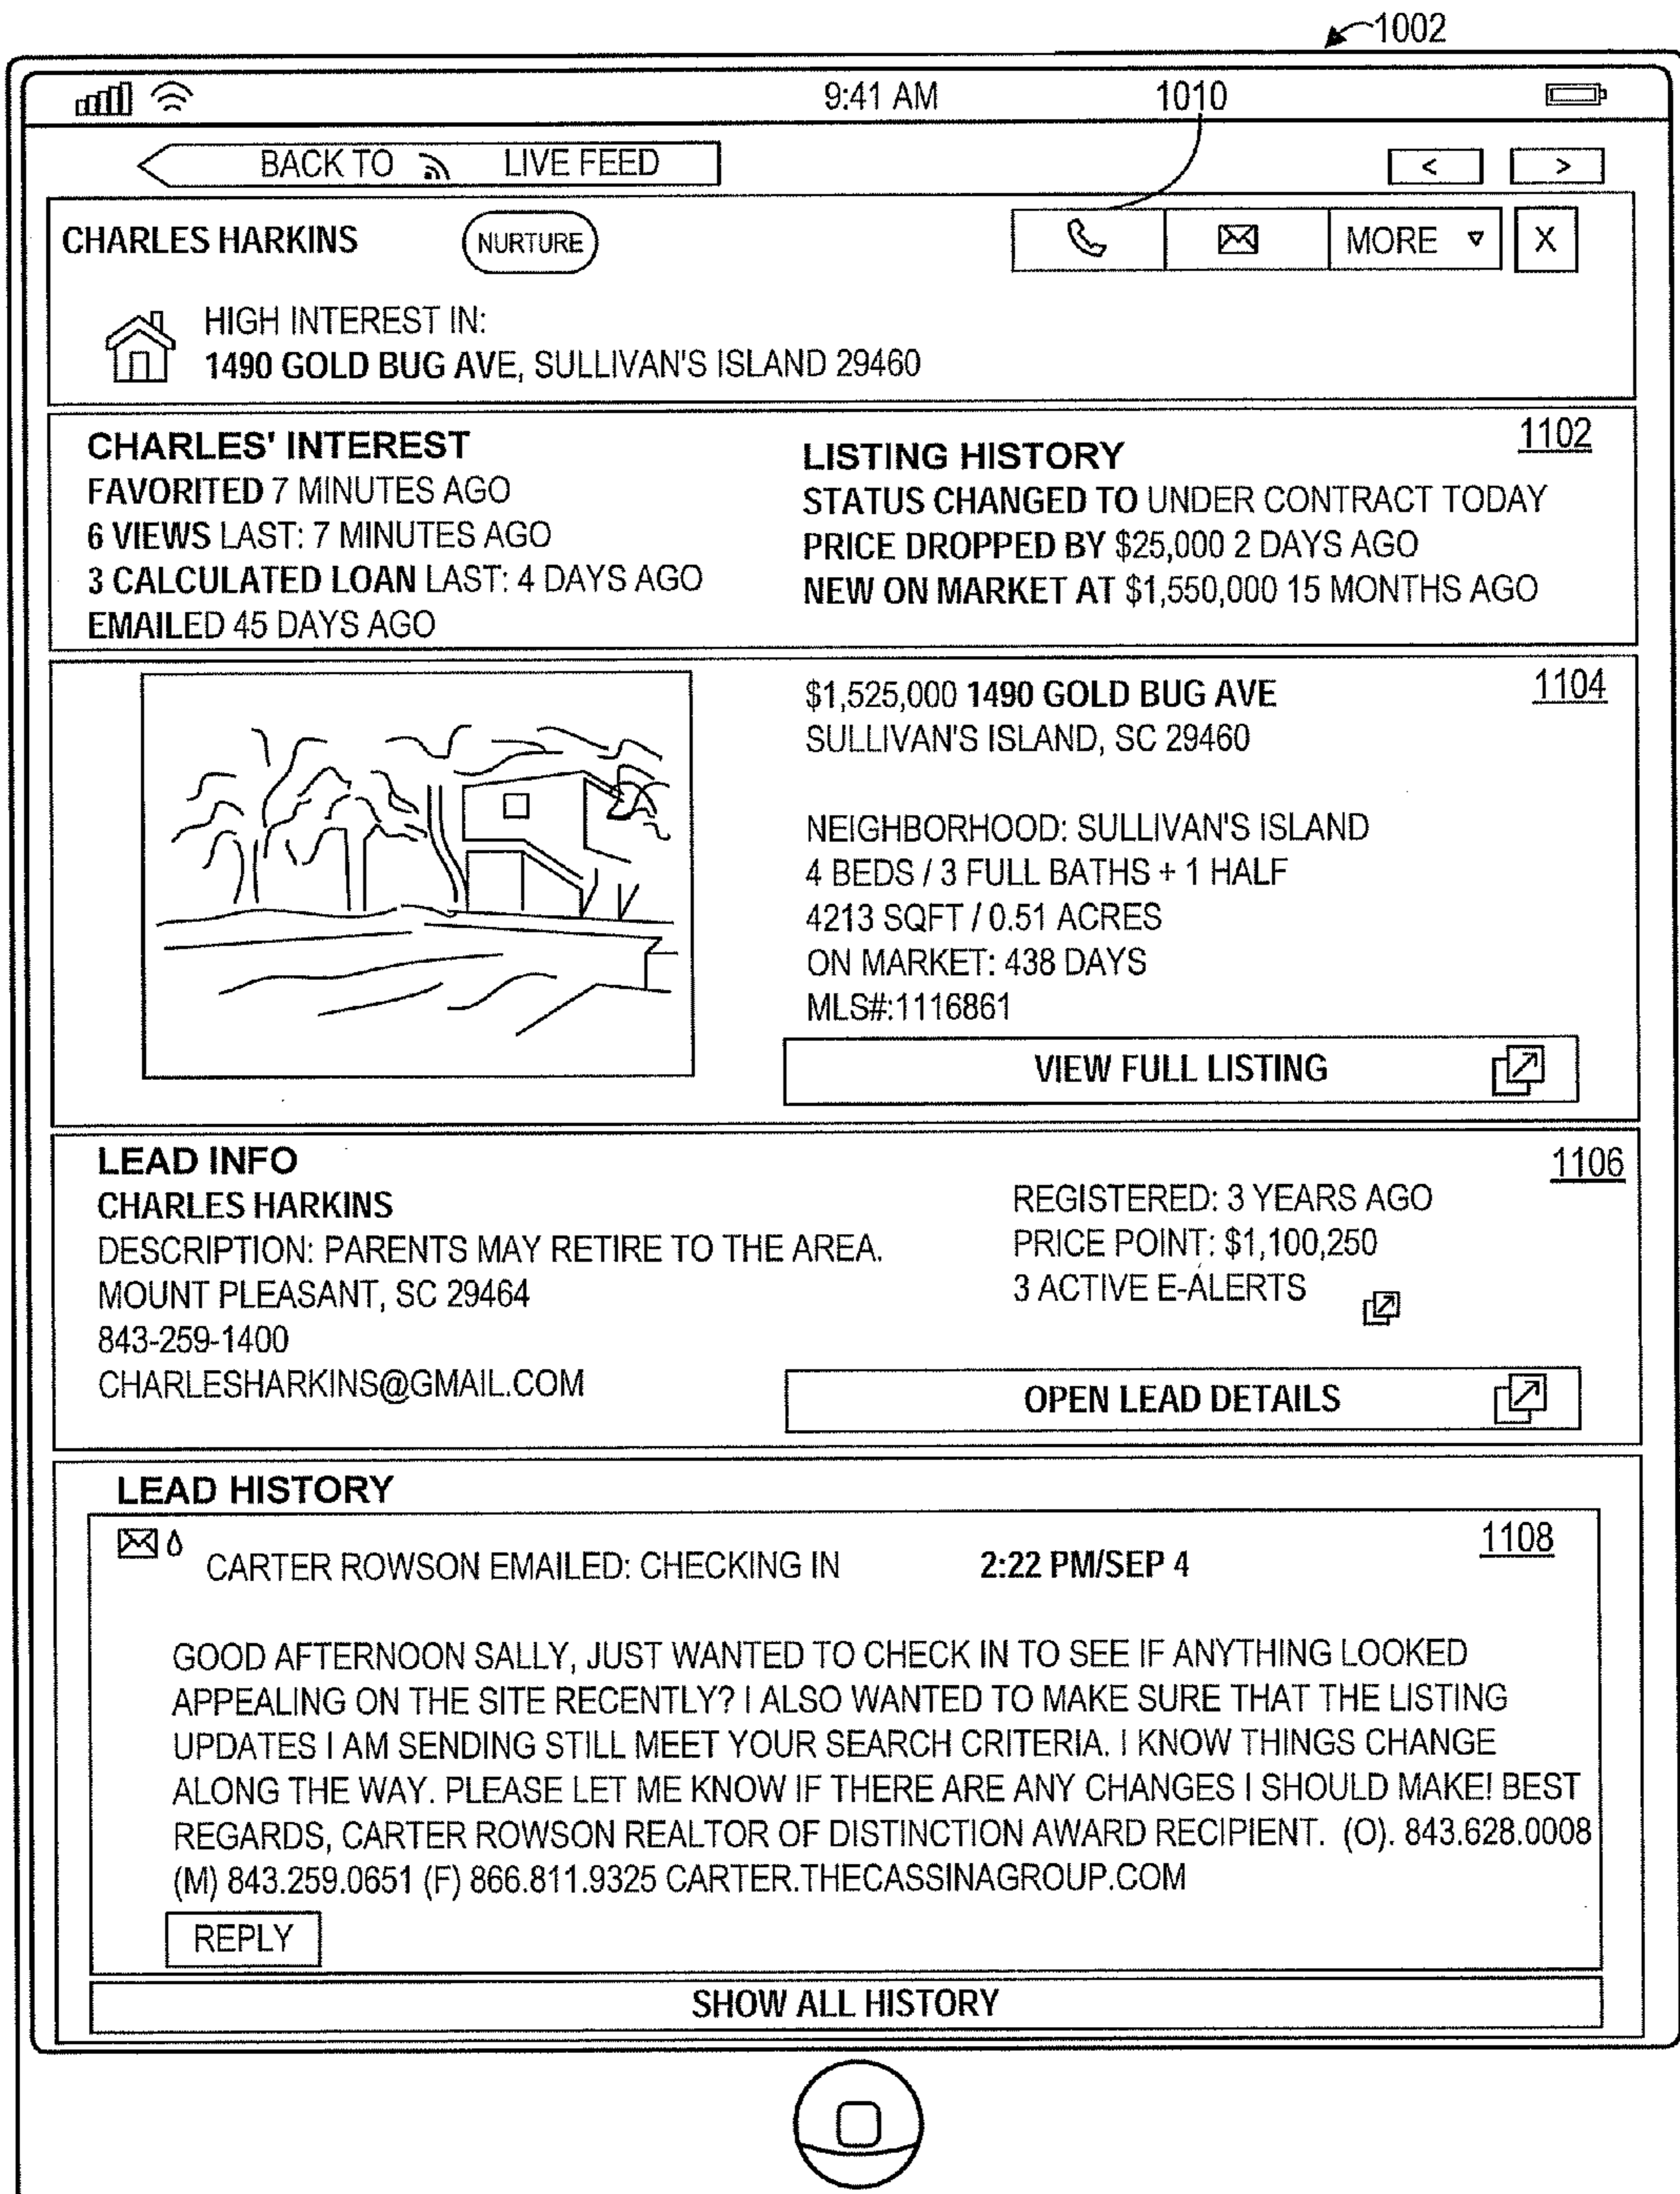 1002
9:41 AM
1010
BACK TO LIVE FEED
< >
CHARLES HARKINS NURTURE MORE X
HIGH INTEREST IN:
1490 GOLD BUG AVE, SULLIVAN'S ISLAND 29460
1102
CHARLES' INTEREST
FAVORITED 7 MINUTES AGO
6 VIEWS LAST: 7 MINUTES AGO
3 CALCULATED LOAN LAST: 4 DAYS AGO
EMAILED 45 DAYS AGO
LISTING HISTORY
STATUS CHANGED TO UNDER CONTRACT TODAY
PRICE DROPPED BY $25,000 2 DAYS AGO
NEW ON MARKET AT $1,550,000 15 MONTHS AGO
1104
$1,525,000 1490 GOLD BUG AVE
SULLIVAN'S ISLAND, SC 29460
NEIGHBORHOOD: SULLIVAN'S ISLAND
4 BEDS / 3 FULL BATHS + 1 HALF
4213 SQFT / 0.51 ACRES
ON MARKET: 438 DAYS
MLS#:1116861
VIEW FULL LISTING
1106
LEAD INFO
CHARLES HARKINS
DESCRIPTION: PARENTS MAY RETIRE TO THE AREA.
MOUNT PLEASANT, SC 29464
843-259-1400
CHARLESHARKINS@GMAIL.COM
REGISTERED: 3 YEARS AGO
PRICE POINT: $1,100,250
3 ACTIVE E-ALERTS
OPEN LEAD DETAILS
LEAD HISTORY
1108
CARTER ROWSON EMAILED: CHECKING IN 2:22 PM/SEP 4
GOOD AFTERNOON SALLY, JUST WANTED TO CHECK IN TO SEE IF ANYTHING LOOKED
APPEALING ON THE SITE RECENTLY? I ALSO WANTED TO MAKE SURE THAT THE LISTING
UPDATES I AM SENDING STILL MEET YOUR SEARCH CRITERIA. I KNOW THINGS CHANGE
ALONG THE WAY. PLEASE LET ME KNOW IF THERE ARE ANY CHANGES I SHOULD MAKE! BEST
REGARDS, CARTER ROWSON REALTOR OF DISTINCTION AWARD RECIPIENT. (O). 843.628.0008
(M) 843.259.0651 (F) 866.811.9325 CARTER.THECASSINAGROUP.COM
REPLY
SHOW ALL HISTORY